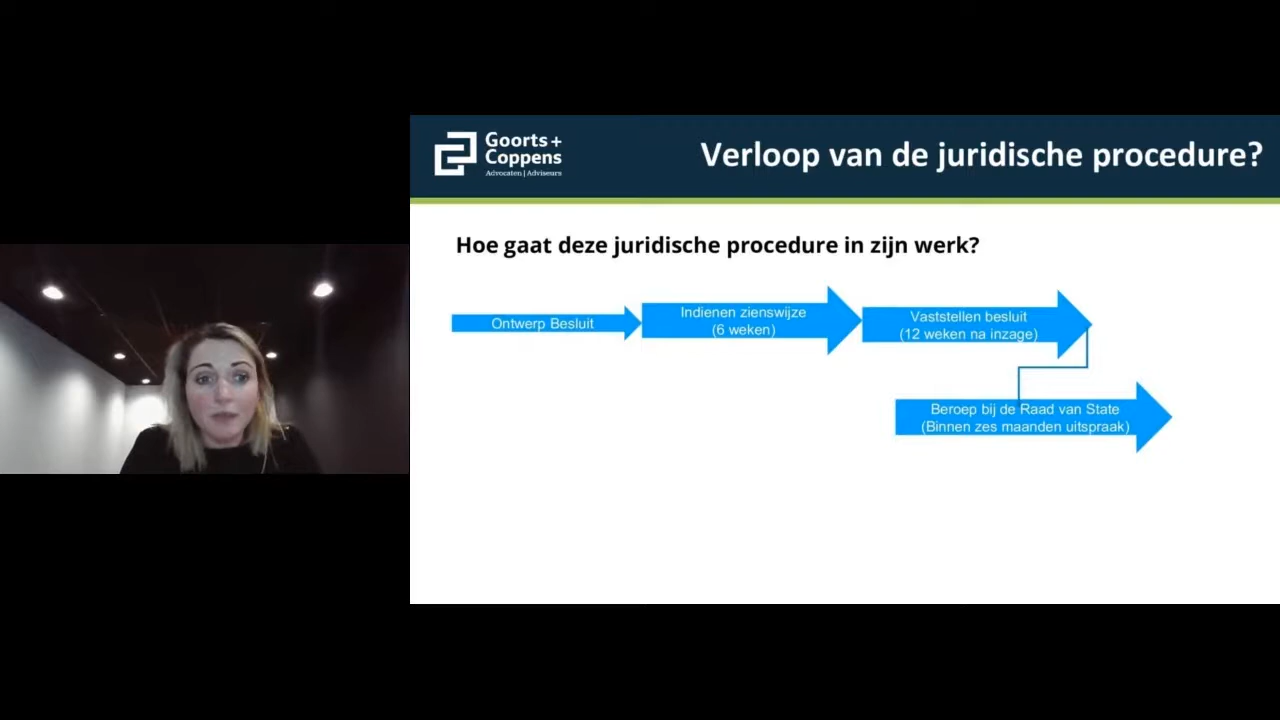 Goorts+
Coppens
Advocaten | Adviseurs
Verloop van de juridische procedure?
Hoe gaat deze juridische procedure in zijn werk?
Ontwerp Besluit
Indienen zienswijze
(6 weken)
Vaststellen besluit
(12 weken na inzage)
Beroep bij de Raad van State
(Binnen zes maanden uitspraak)